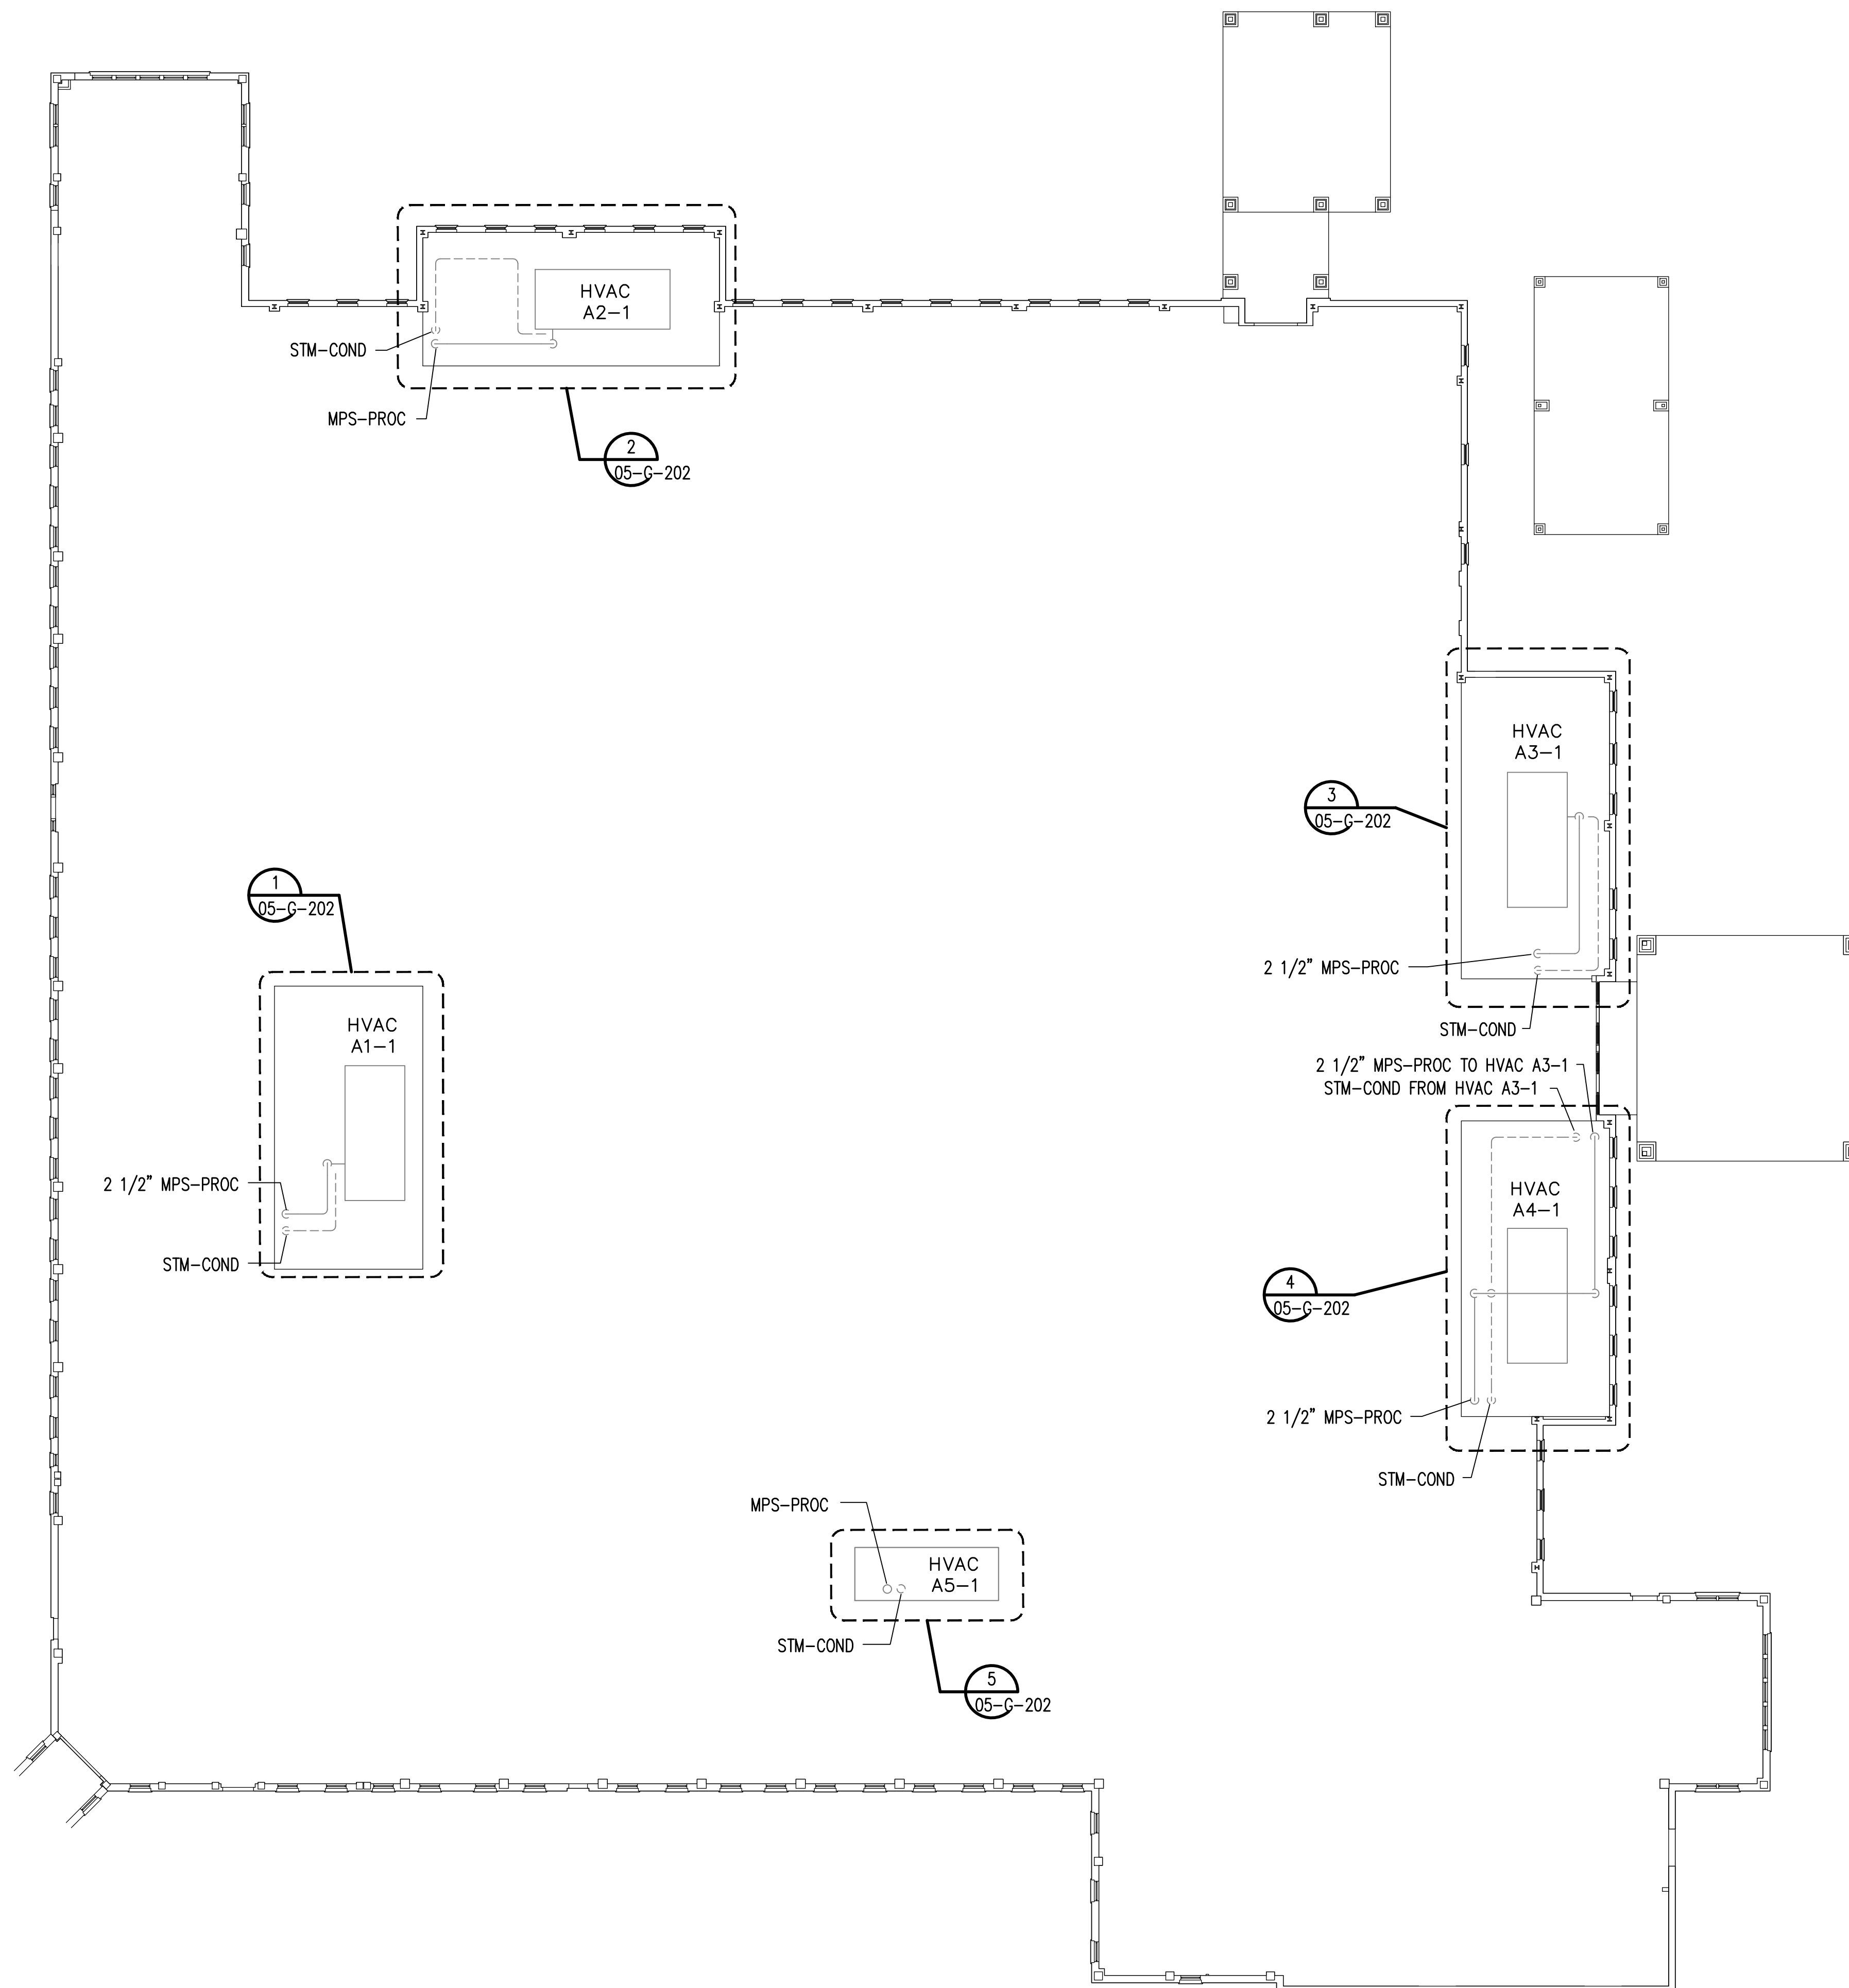 HVAC
A2-1
STM-COND
MPS-PROC
2
05-G-202
HVAC
A3-1
3
05-G-202
1
05-G-202
2 1/2" MPS-PROC
STM-COND
HVAC
A1-1
2 1/2" MPS-PROC TO HVAC A3-1
STM-COND FROM HVAC A3-1
2 1/2" MPS-PROC
STM-COND
HVAC
A4-1
4
05-G-202
2 1/2" MPS-PROC
STM-COND
MPS-PROC
HVAC
A5-1
STM-COND
5
05-G-202